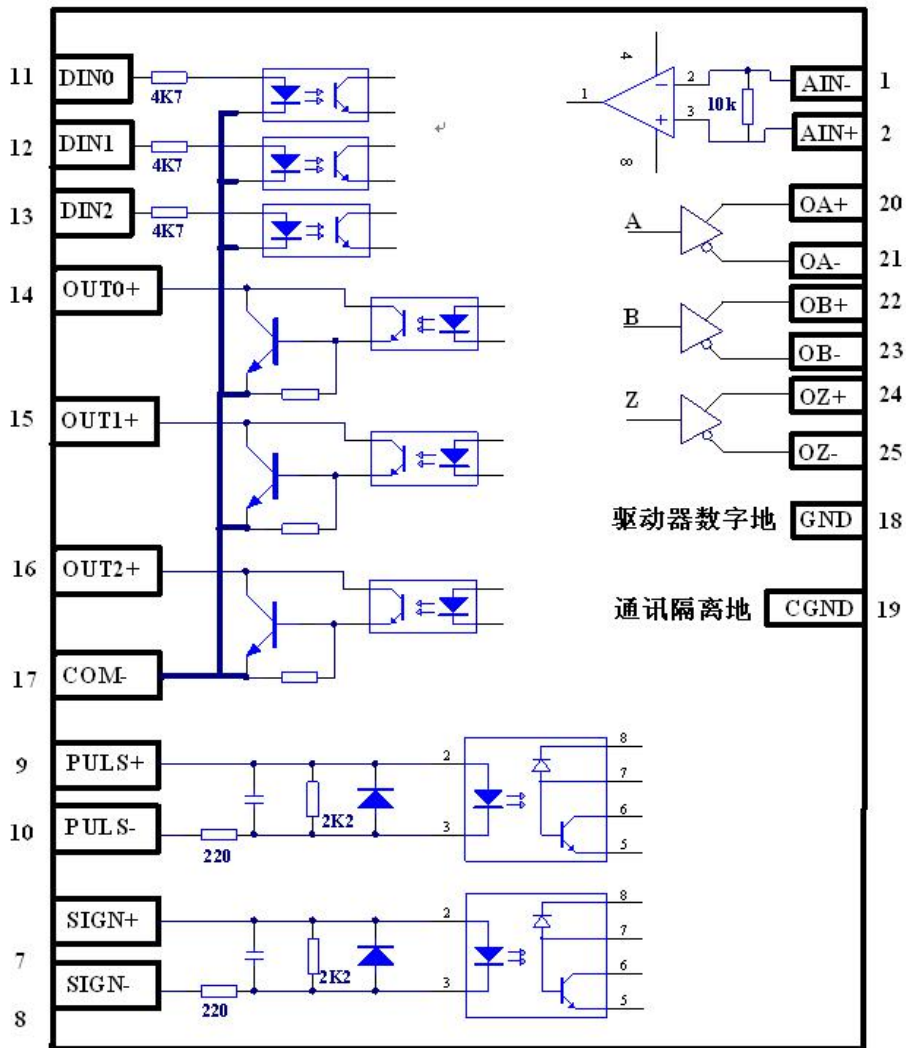 11 DIN0
4K7
12 DIN1
4K7
13 DIN2
4K7
14 OUT0+
15 OUT1+
16 OUT2+
17 COM-
9 PULS+
10 PULS-
220
2K2
2
3
8
7
6
5
SIGN+
7
SIGN-
8
220
2K2
2
3
8
7
6
5
4
1
2
3
8
10k
AIN- 1
AIN+ 2
A
OA+ 20
OA- 21
B
OB+ 22
OB- 23
Z
OZ+ 24
OZ- 25
驱动器数字地 GND 18
通讯隔离地 CGND 19